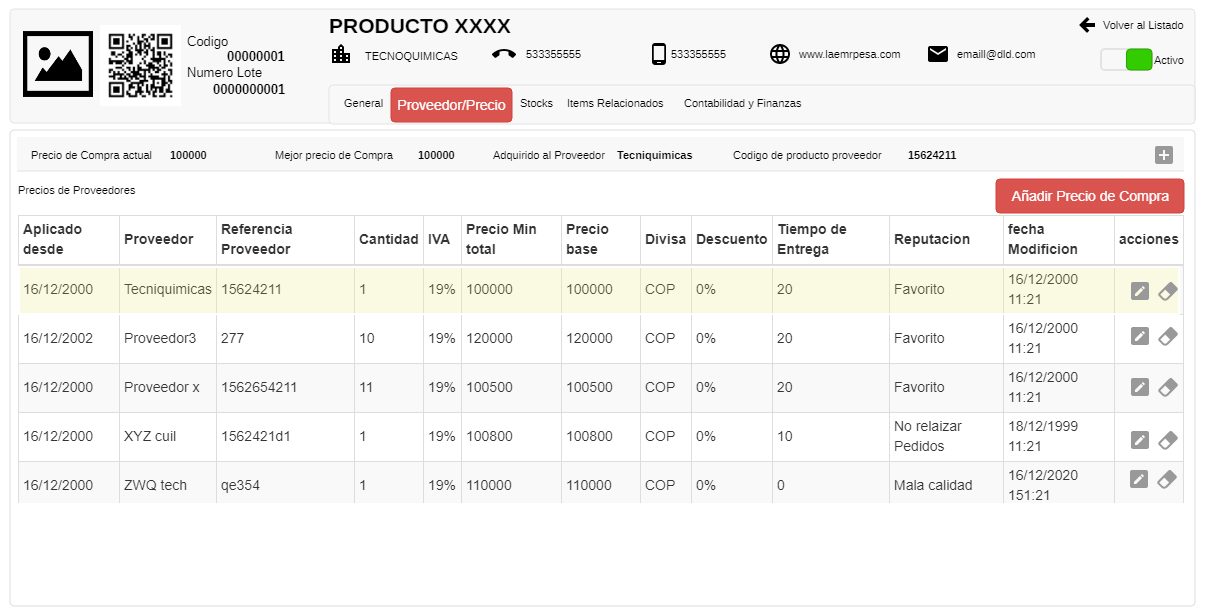 PRODUCTO XXXX
Volver al Listado
Codigo
00000001
Numero Lote
0000000001
TECNOQUIMICAS 533355555 533355555 www.laemrpesa.com emaill@dld.com
Activo
General Proveedor/Precio Stocks Items Relacionados Contabilidad y Finanzas
Precio de Compra actual 100000 Mejor precio de Compra 100000 Adquirido al Proveedor Tecniquimicas Codigo de producto proveedor 15624211
Precios de Proveedores
Añadir Precio de Compra
Aplicado desde Proveedor Referencia Proveedor Cantidad IVA Precio Min total Precio base Divisa Descuento Tiempo de Entrega Reputacion fecha Modificion acciones
16/12/2000 Tecniquimicas 15624211 1 19% 100000 100000 COP 0% 20 Favorito 16/12/2000 11:21
16/12/2002 Proveedor3 277 10 19% 120000 120000 COP 0% 20 Favorito 16/12/2000 11:21
16/12/2000 Proveedor x 1562654211 11 19% 100500 100500 COP 0% 20 Favorito 16/12/2000 11:21
16/12/2000 XYZ cuil 1562421d1 1 19% 100800 100800 COP 0% 10 No relaizar Pedidos 18/12/1999 11:21
16/12/2000 ZWQ tech qe354 1 19% 110000 110000 COP 0% 0 Mala calidad 16/12/2020 151:21